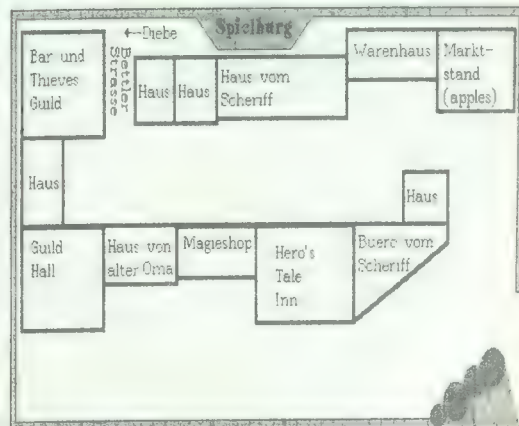 Spielburg
←Diebe
Bar und
Thieves
Guild
Bettler
Strasse
Haus
Haus
Haus vom
Scheriff
Warenhaus
Markt-
stand
(apples)
Haus
Haus
Guild
Hall
Haus von
alter Oma
Magieshop
Hero's
Tale
Inn
Buero vom
Scheriff